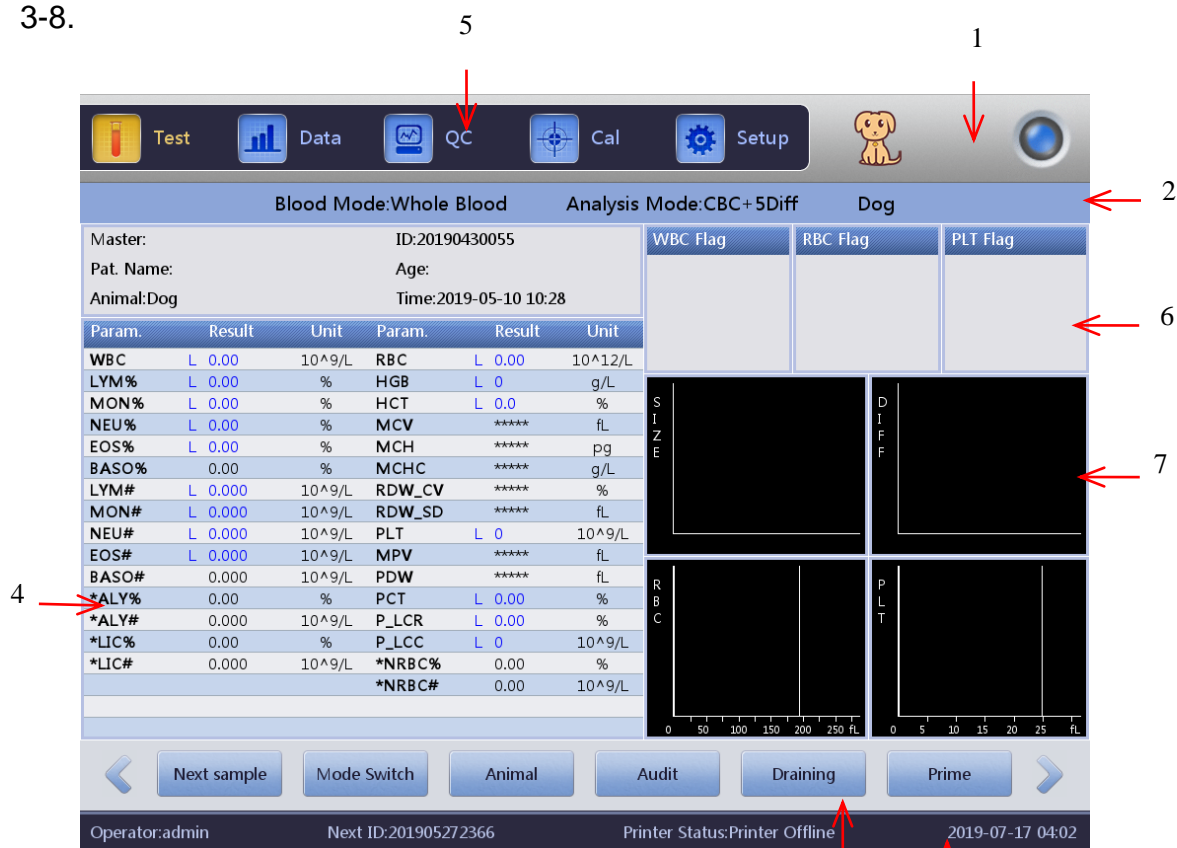 3-8.
5
1
Test Data QC Cal Setup
2
Blood Mode:Whole Blood Analysis Mode:CBC+5Diff Dog
Master: ID:20190430055
Pat. Name: Age:
Animal:Dog Time:2019-05-10 10:28
WBC Flag RBC Flag PLT Flag
6
Param. Result Unit Param. Result Unit
WBC L 0.00 10^9/L RBC L 0.00 10^12/L
LYM% L 0.00 % HGB L 0 g/L
MON% L 0.00 % HCT L 0.0 %
NEU% L 0.00 % MCV ***** fL
EOS% L 0.00 % MCH ***** pg
BASO% 0.00 % MCHC ***** g/L
LYM# L 0.000 10^9/L RDW_CV ***** %
MON# L 0.000 10^9/L RDW_SD ***** fL
NEU# L 0.000 10^9/L PLT L 0 10^9/L
EOS# L 0.000 10^9/L MPV ***** fL
BASO# 0.000 10^9/L PDW ***** fL
*ALY% 0.00 % PCT L 0.00 %
*ALY# 0.000 10^9/L P_LCR L 0.00 %
*LIC% 0.00 % P_LCC L 0 10^9/L
*LIC# 0.000 10^9/L *NRBC% 0.00 %
*NRBC# 0.00 10^9/L
4
SIZE
DIFF
7
RBC
0 50 100 150 200 250 fL
PLT
0 5 10 15 20 25 fL
Next sample Mode Switch Animal Audit Draining Prime
Operator:admin Next ID:201905272366 Printer Status:Printer Offline 2019-07-17 04:02